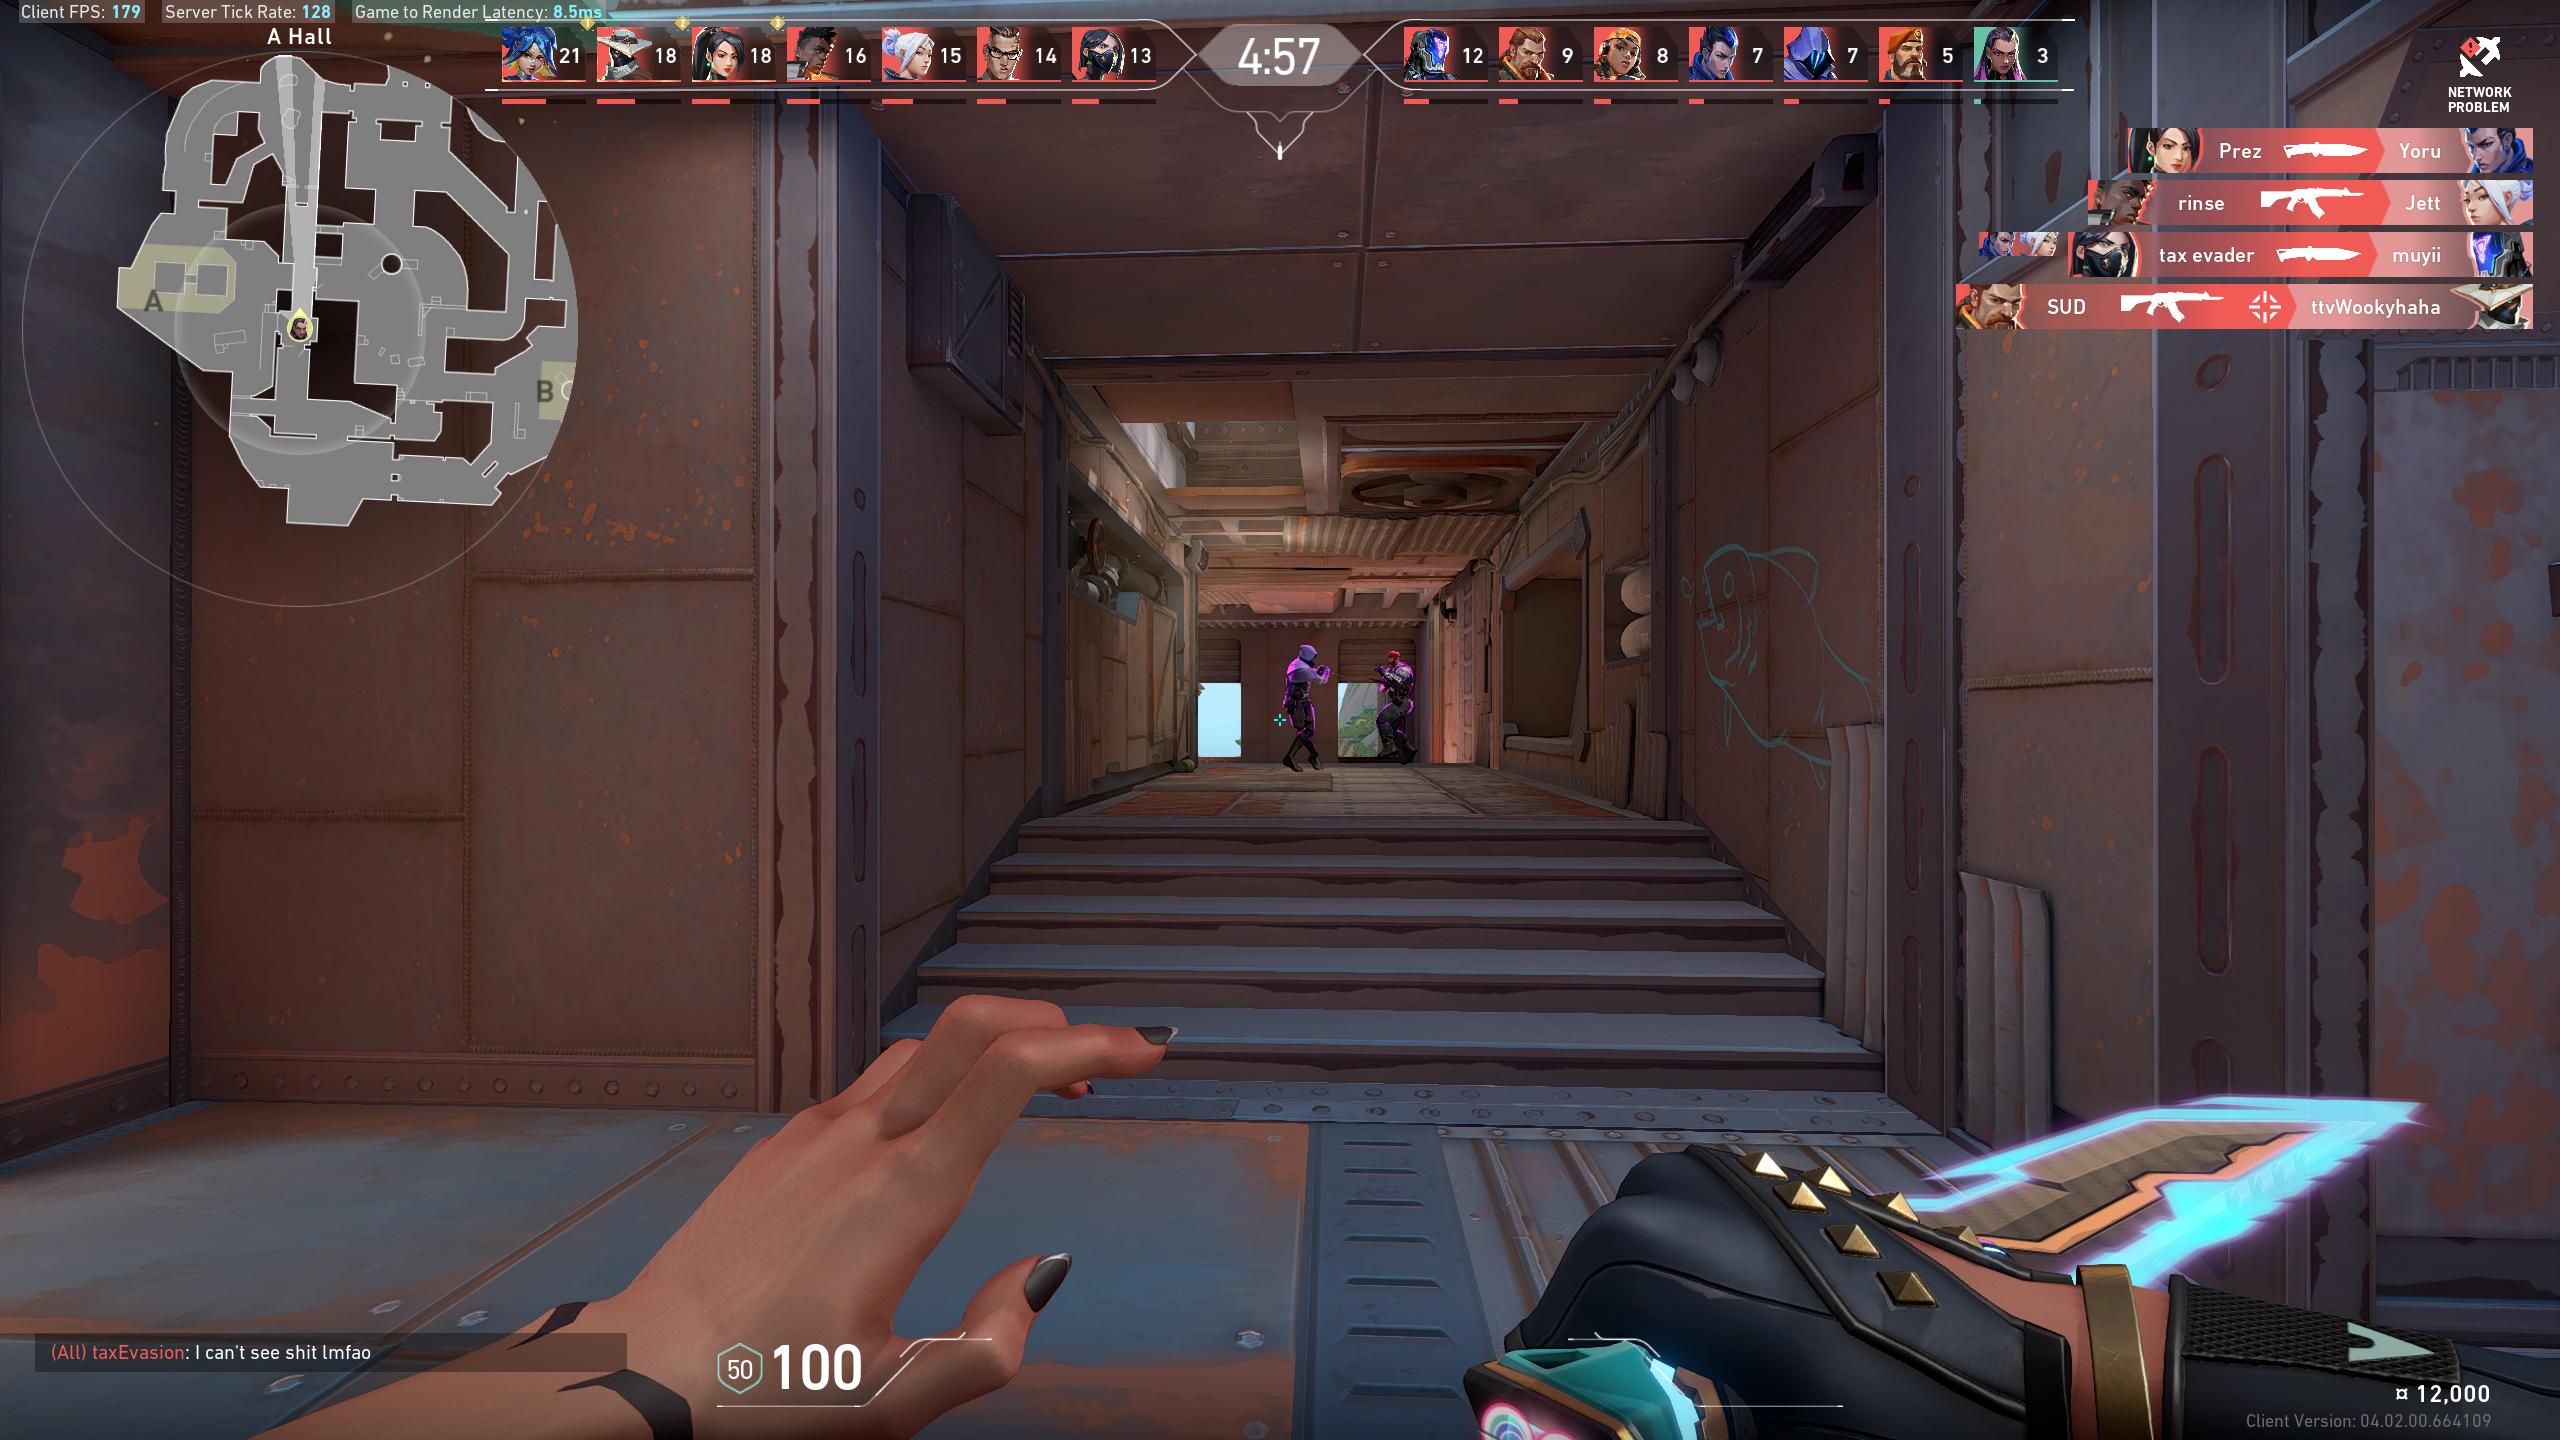 Client FPS: 179 Server Tick Rate: 128 Game to Render Latency: 8.5ms
A Hall
21 18 18 16 15 14 13 4:57 12 9 8 7 7 5 3
NETWORK
PROBLEM
Prez Yoru
rinse Jett
tax evader muyii
SUD ttvWookyhaha
A
B
(All) taxEvasion: I can't see shit lmfao
50 100
¤ 12,000
Client Version: 04.02.00.664109